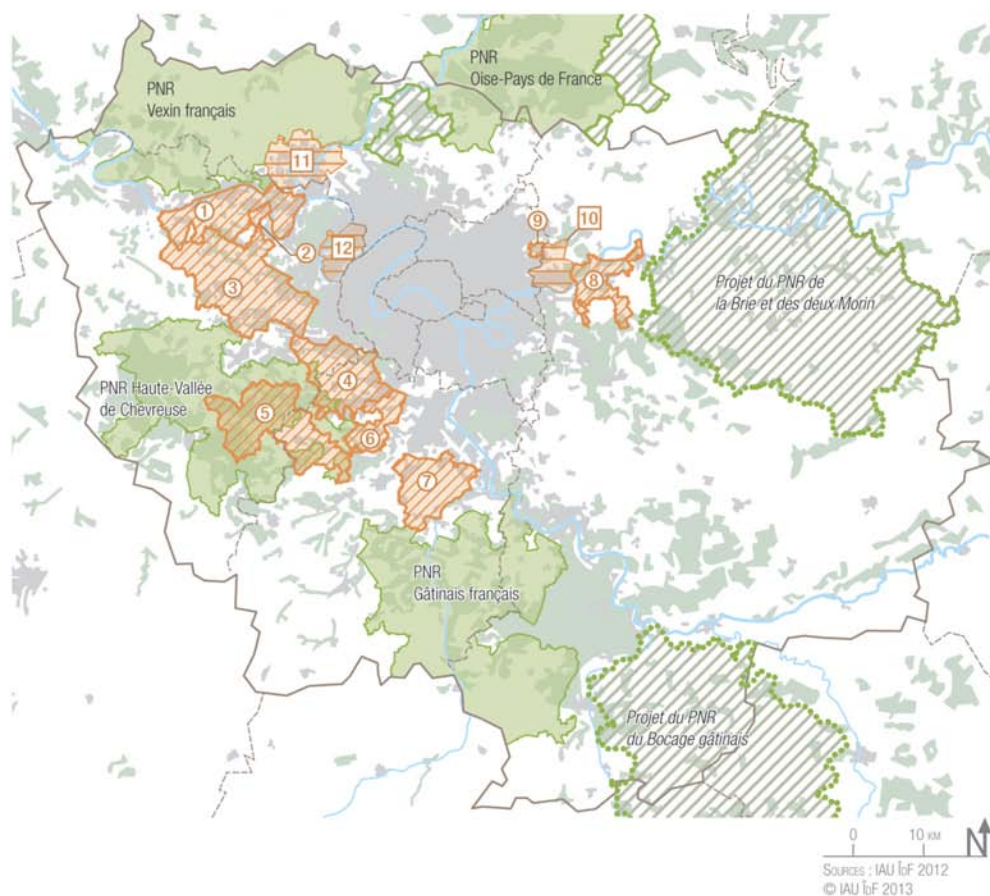 PNR
Oise-Pays de France
PNR
Vexin français
11
1
9
10
2
12
8
3
Projet du PNR de
la Brie et des deux Morin
4
PNR Haute-Vallée
de Chevreuse
5
6
7
PNR
Gâtinais français
Projet du PNR
du Bocage gâtinais
0 10 KM
N
SOURCES : IAU ÎDF 2012
© IAU ÎDF 2013